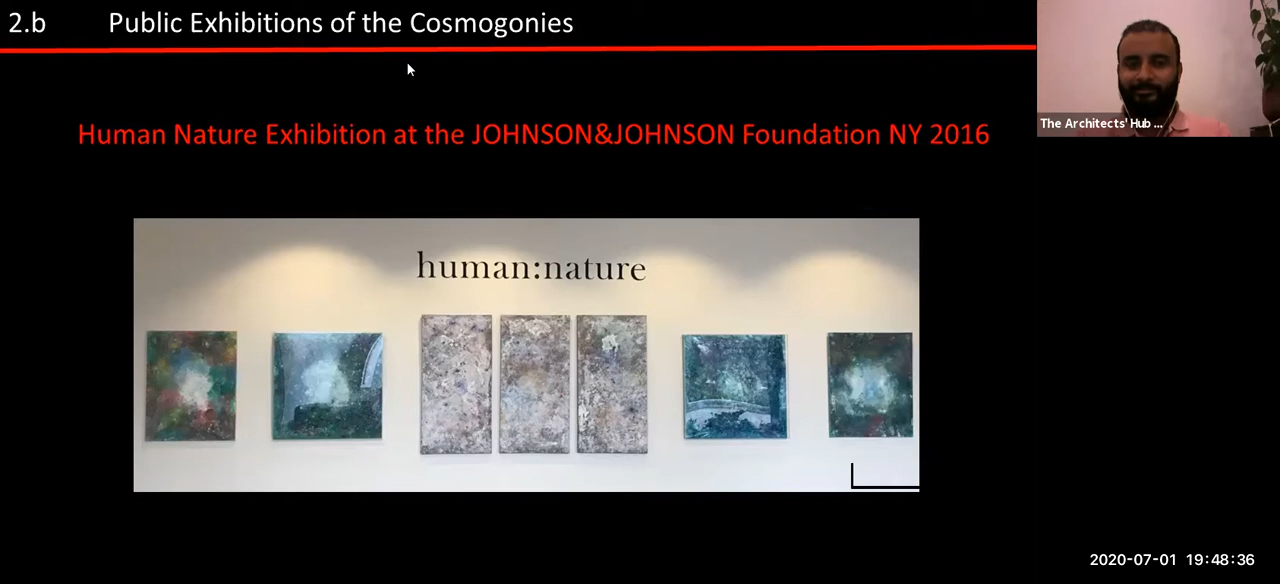 2.b Public Exhibitions of the Cosmogonies
The Architects' Hub ...
Human Nature Exhibition at the JOHNSON&JOHNSON Foundation NY 2016
human:nature
2020-07-01 19:48:36